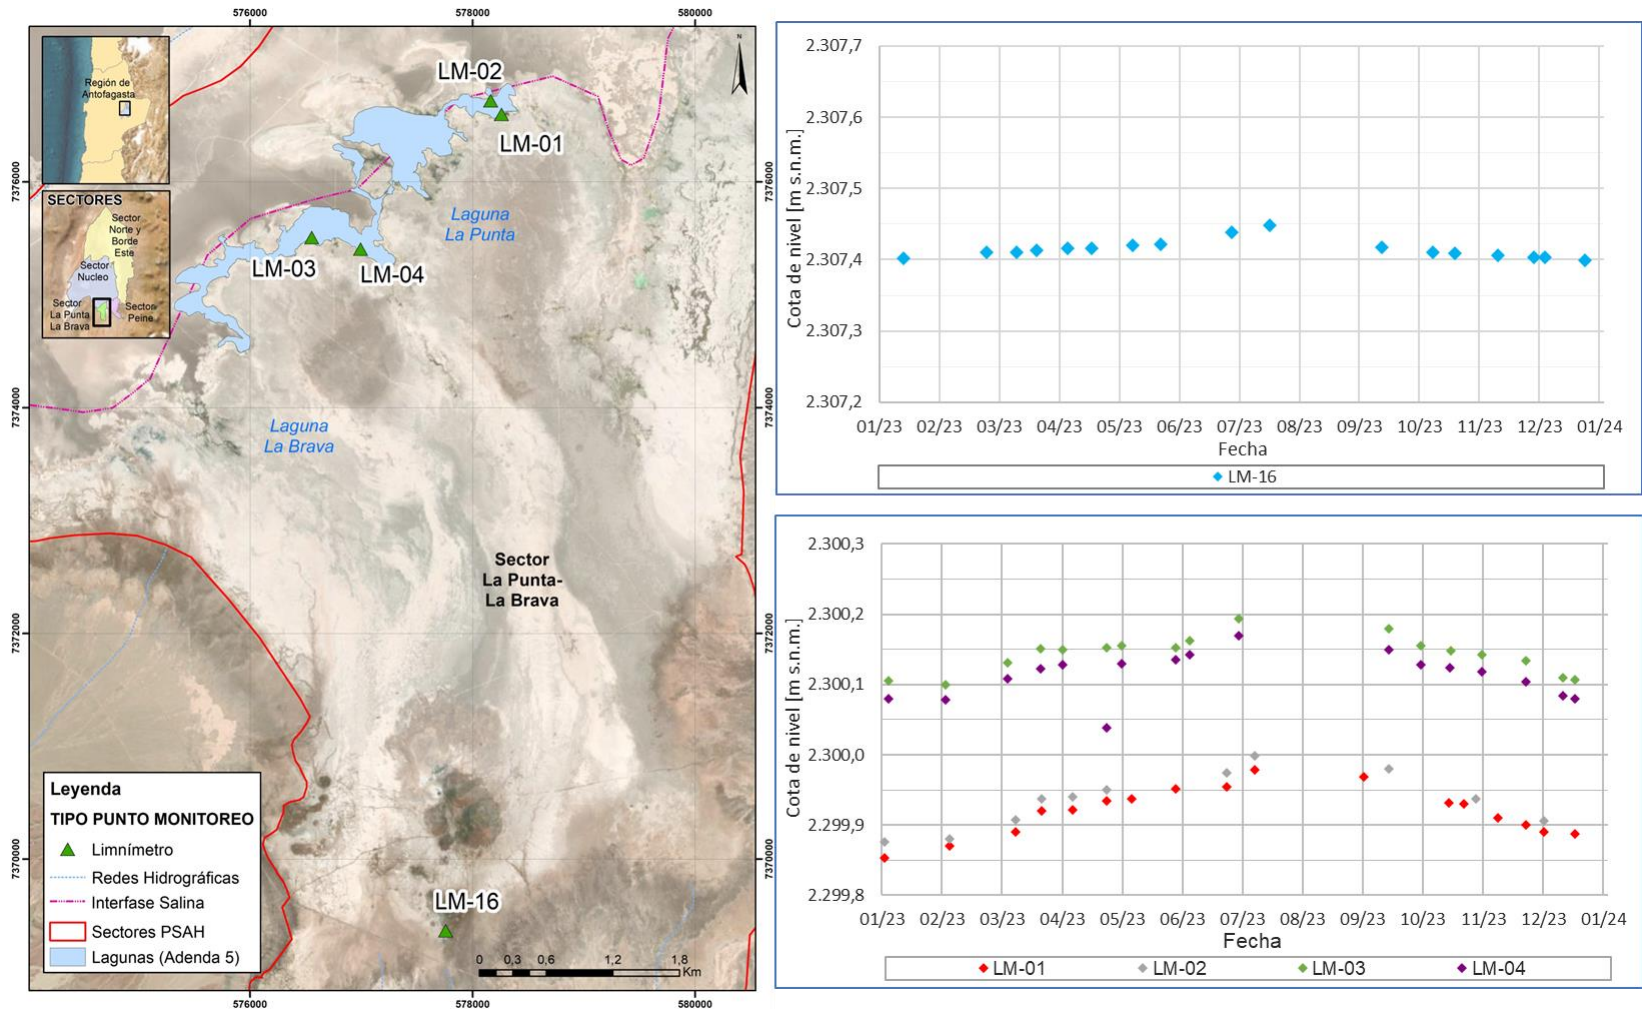 576000
578000
580000
7376000
7374000
7372000
7370000
Región de
Antofagasta
SECTORES
Sector
Norte y
Borde
Este
Sector
Nucleo
Sector
La Punta
La Brava
Sector
Peine
N
LM-02
LM-01
LM-03
LM-04
Laguna
La Punta
Laguna
La Brava
Sector
La Punta-
La Brava
LM-16
Leyenda
TIPO PUNTO MONITOREO
Limnímetro
Redes Hidrográficas
Interfase Salina
Sectores PSAH
Lagunas (Adenda 5)
0 0,3 0,6 1,2 1,8
Km
7376000
7374000
7372000
7370000
576000
578000
580000
Cota de nivel [m s.n.m.]
2.307,7
2.307,6
2.307,5
2.307,4
2.307,3
2.307,2
01/23 02/23 03/23 04/23 05/23 06/23 07/23 08/23 09/23 10/23 11/23 12/23 01/24
Fecha
LM-16
Cota de nivel [m s.n.m.]
2.300,3
2.300,2
2.300,1
2.300,0
2.299,9
2.299,8
01/23 02/23 03/23 04/23 05/23 06/23 07/23 08/23 09/23 10/23 11/23 12/23 01/24
Fecha
LM-01 LM-02 LM-03 LM-04